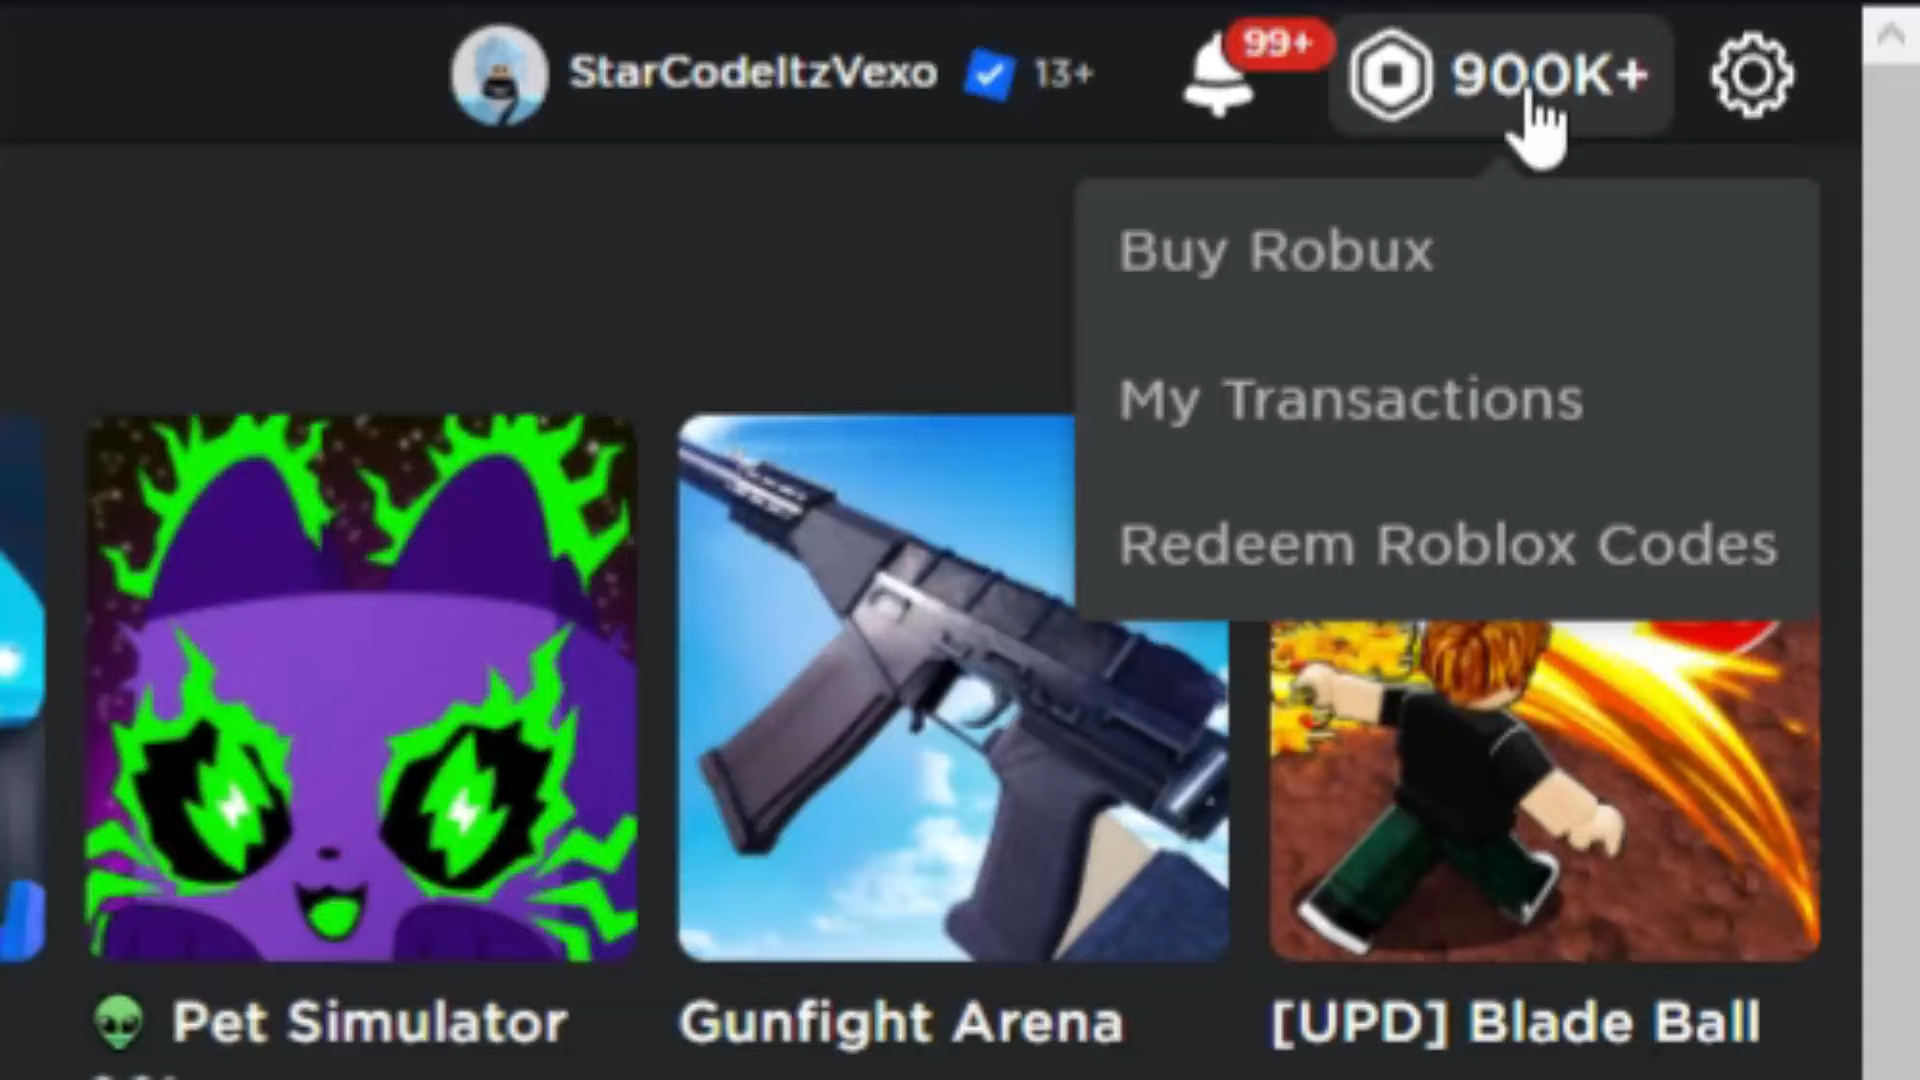 StarCodeItzVexo 13+ 99+ 900K+
Buy Robux
My Transactions
Redeem Roblox Codes
Pet Simulator
Gunfight Arena
[UPD] Blade Ball